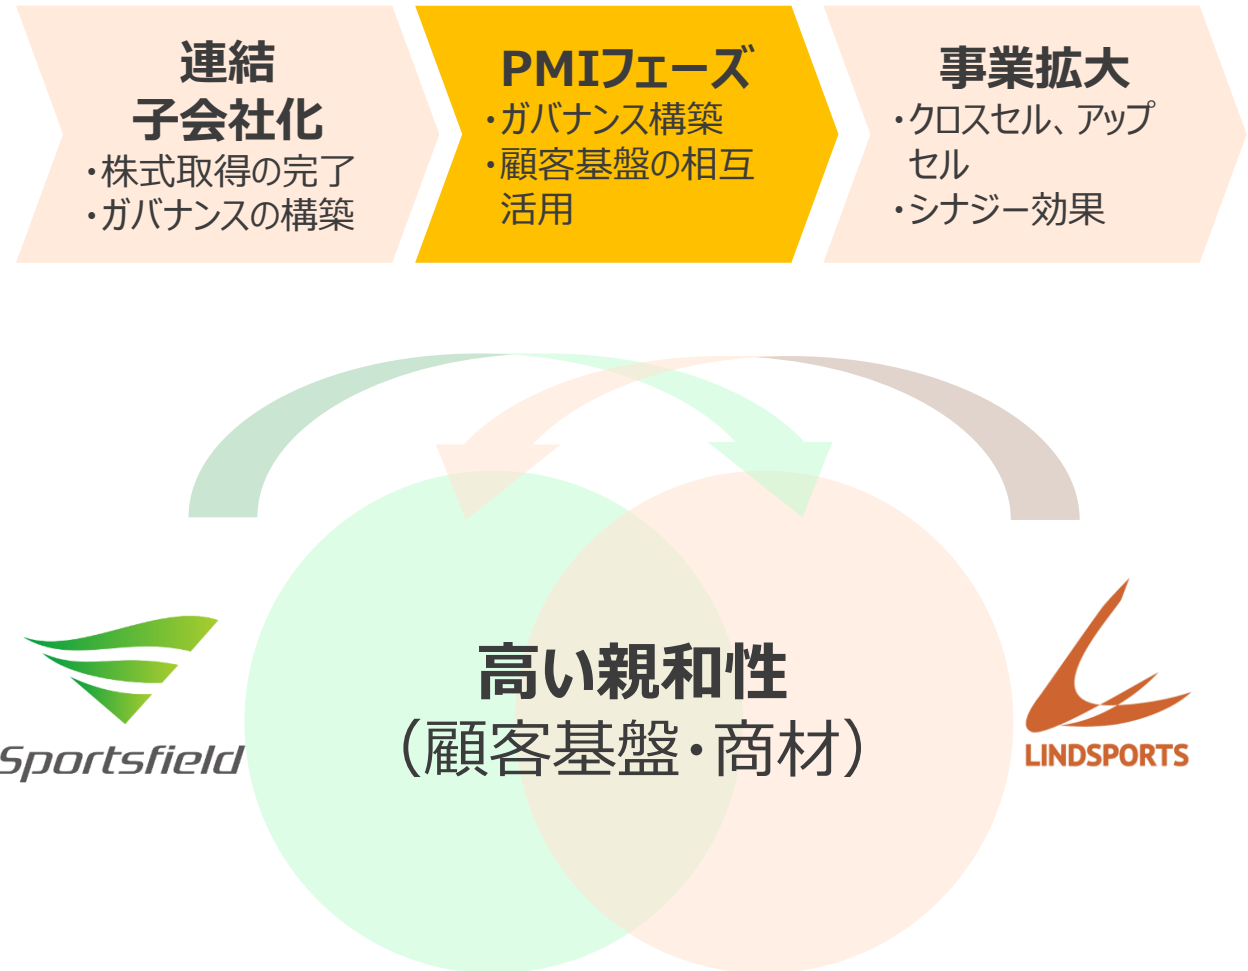 連結
子会社化
・株式取得の完了
・ガバナンスの構築
PMIフェーズ
・ガバナンス構築
・顧客基盤の相互
活用
事業拡大
・クロスセル、アップ
セル
・シナジー効果
高い親和性
（顧客基盤・商材）
Sportsfield
LINDSPORTS